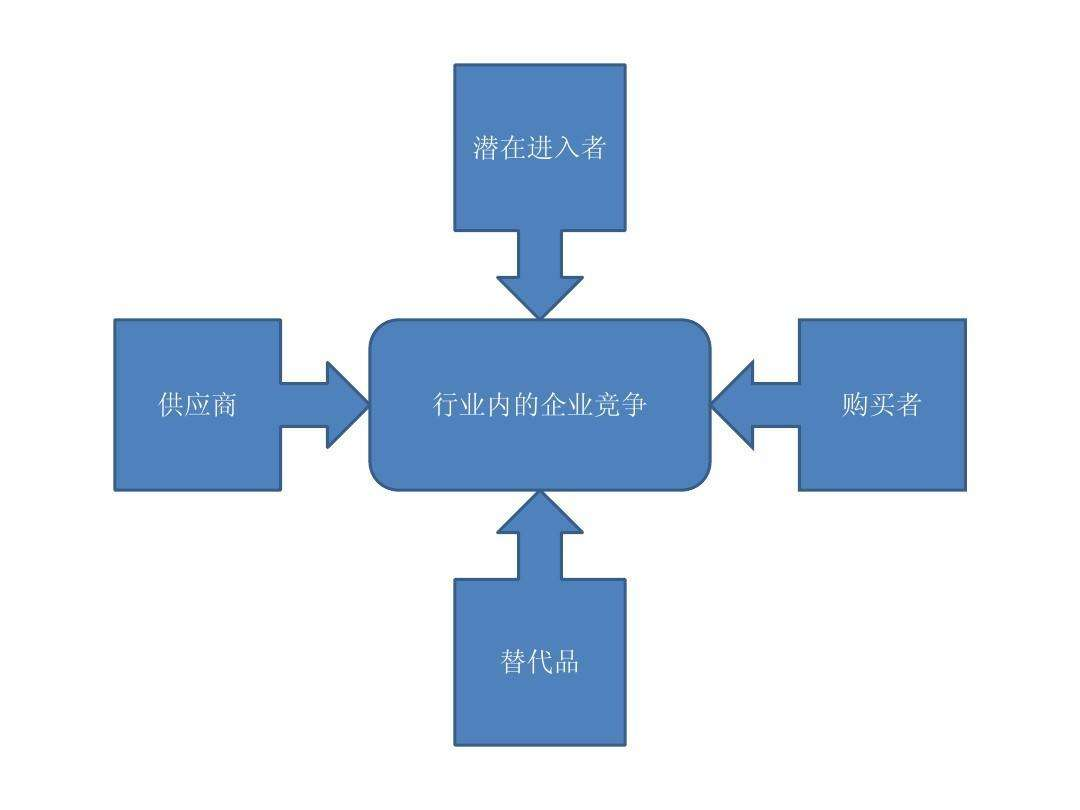 潜在进入者
供应商
行业内的企业竞争
购买者
替代品